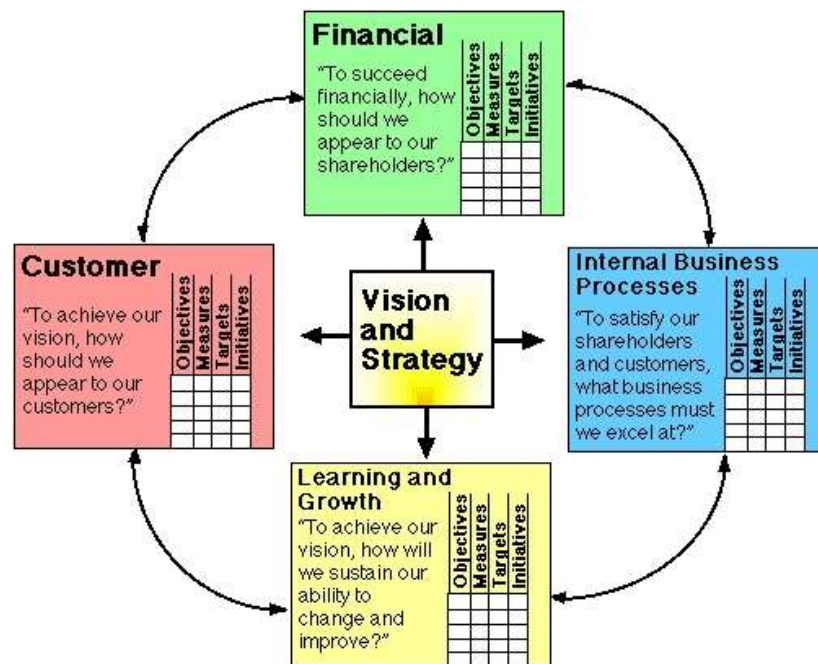 Financial
“To succeed
financially, how
should we
appear to our
shareholders?”
Objectives
Measures
Targets
Initiatives
Customer
“To achieve our
vision, how
should we
appear to our
customers?”
Objectives
Measures
Targets
Initiatives
Vision
and
Strategy
Internal Business
Processes
“To satisfy our
shareholders
and customers,
what business
processes must
we excel at?”
Objectives
Measures
Targets
Initiatives
Learning and
Growth
“To achieve our
vision, how will
we sustain our
ability to
change and
improve?”
Objectives
Measures
Targets
Initiatives